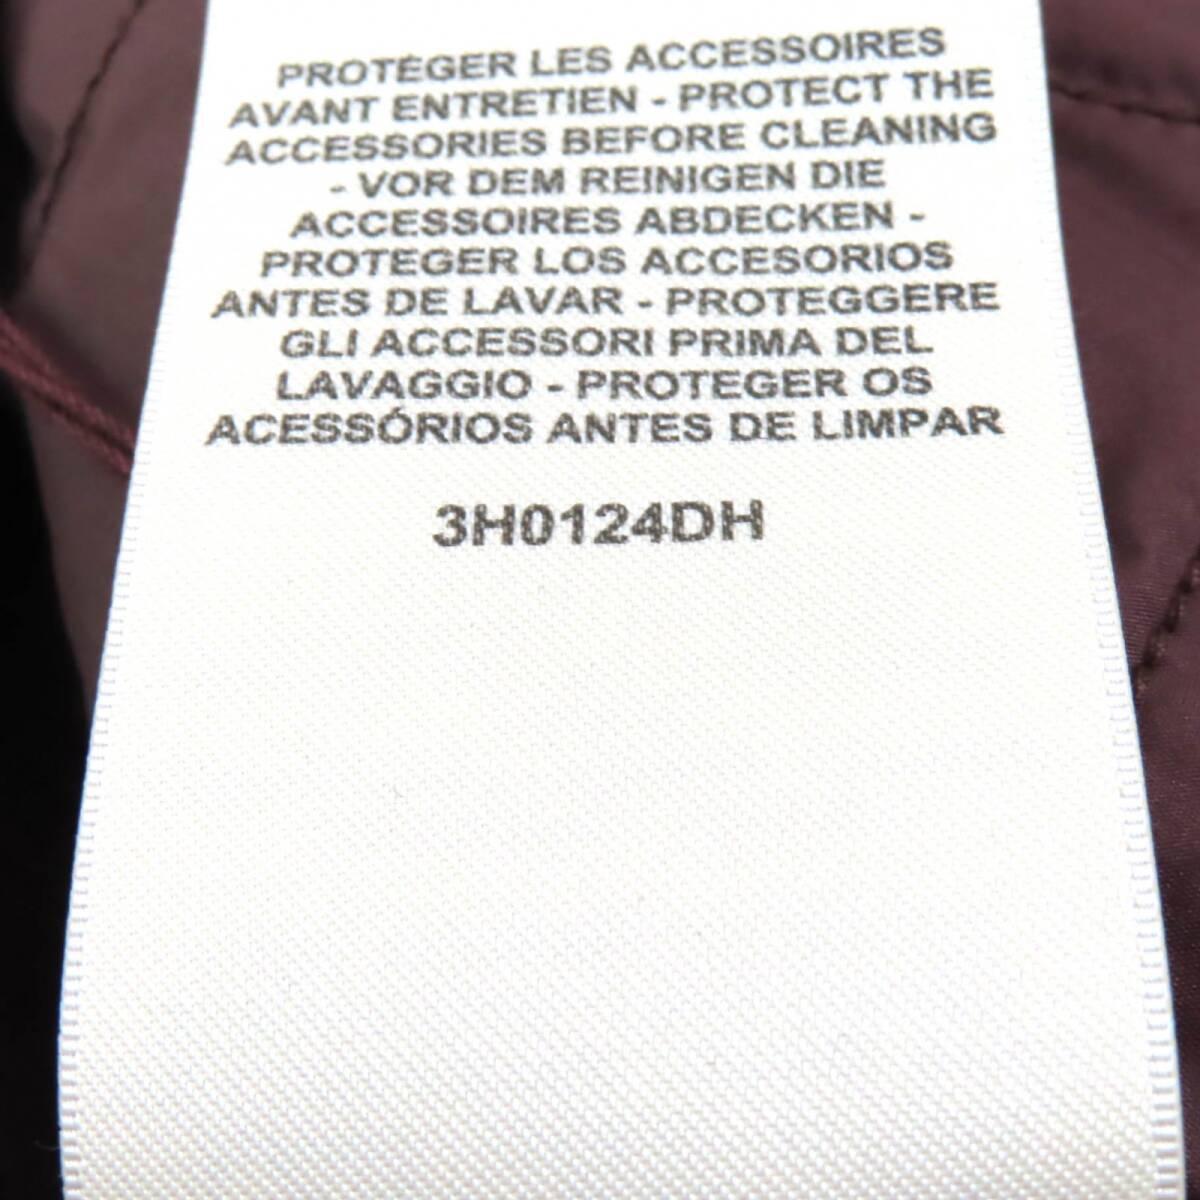 PROTÉGER LES ACCESSOIRES
AVANT ENTRETIEN - PROTECT THE
ACCESSORIES BEFORE CLEANING
- VOR DEM REINIGEN DIE
ACCESSOIRES ABDECKEN -
PROTEGER LOS ACCESORIOS
ANTES DE LAVAR - PROTEGGERE
GLI ACCESSORI PRIMA DEL
LAVAGGIO - PROTEGER OS
ACESSÓRIOS ANTES DE LIMPAR
3H0124DH